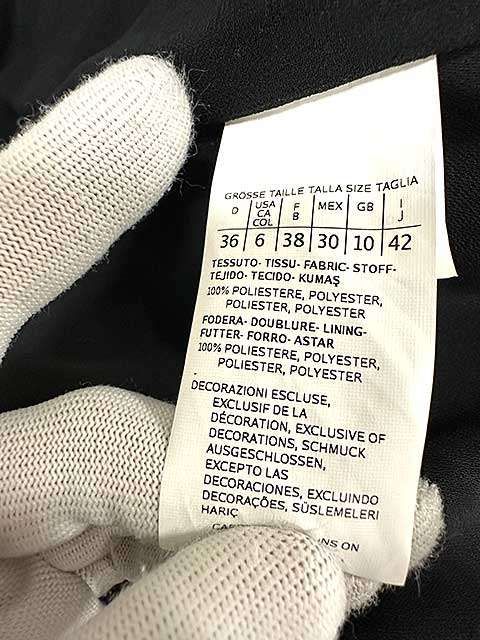 GRÖSSE TAILLE TALLA SIZE TAGLIA
D USA CA COL F B MEX GB I J
36 6 38 30 10 42
TESSUTO- TISSU- FABRIC- STOFF-
TEJIDO- TECIDO- KUMAŞ
100% POLIESTERE, POLYESTER,
POLIESTER, POLYESTER
FODERA- DOUBLURE- LINING-
FUTTER- FORRO- ASTAR
100% POLIESTERE, POLYESTER,
POLIESTER, POLYESTER
DECORAZIONI ESCLUSE,
EXCLUSIF DE LA
DÉCORATION, EXCLUSIVE OF
DECORATIONS, SCHMUCK
AUSGESCHLOSSEN,
EXCEPTO LAS
DECORACIONES, EXCLUINDO
DECORAÇÕES, SÜSLEMELERI
HARIÇ
ON